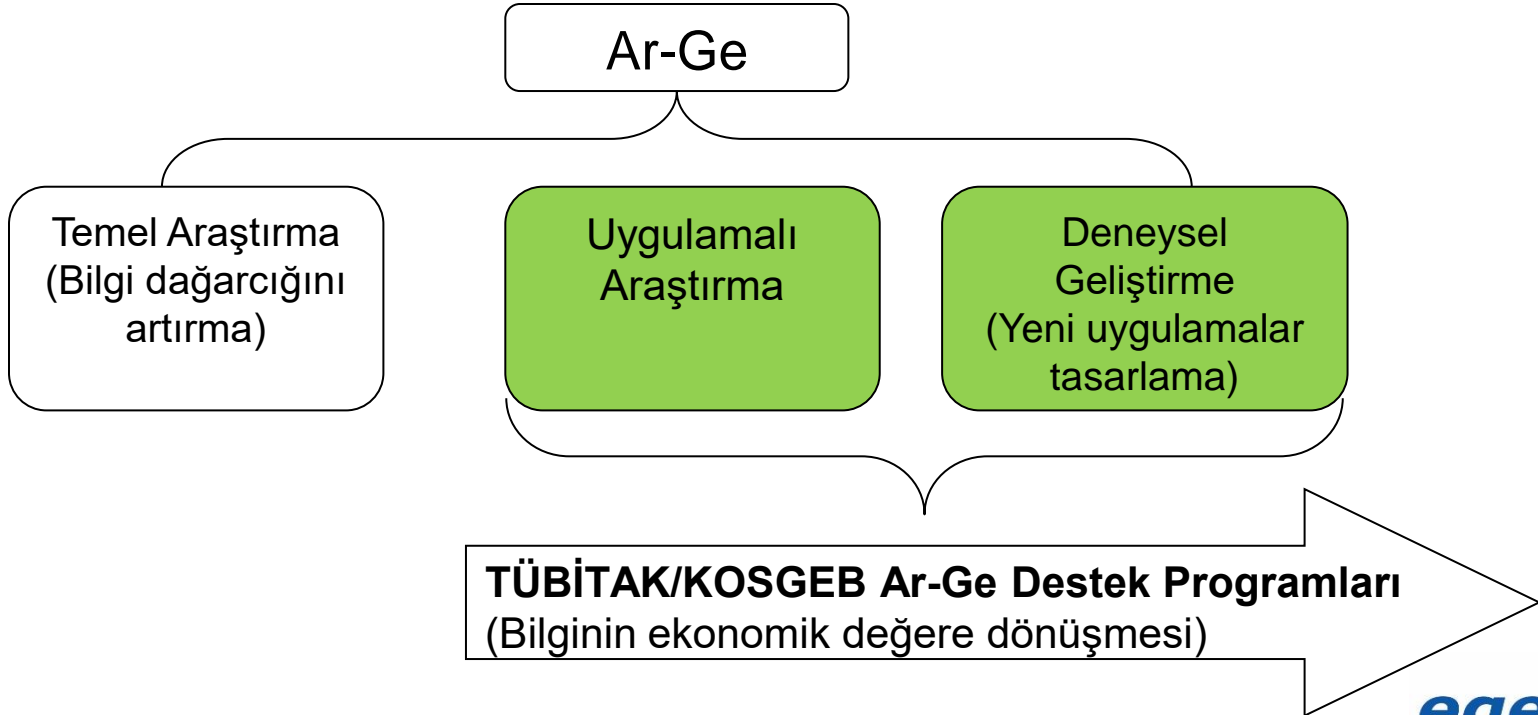 Ar-Ge
Temel Araştırma
(Bilgi dağarcığını
artırma)
Uygulamalı
Araştırma
Deneysel
Geliştirme
(Yeni uygulamalar
tasarlama)
TÜBİTAK/KOSGEB Ar-Ge Destek Programları
(Bilginin ekonomik değere dönüşmesi)